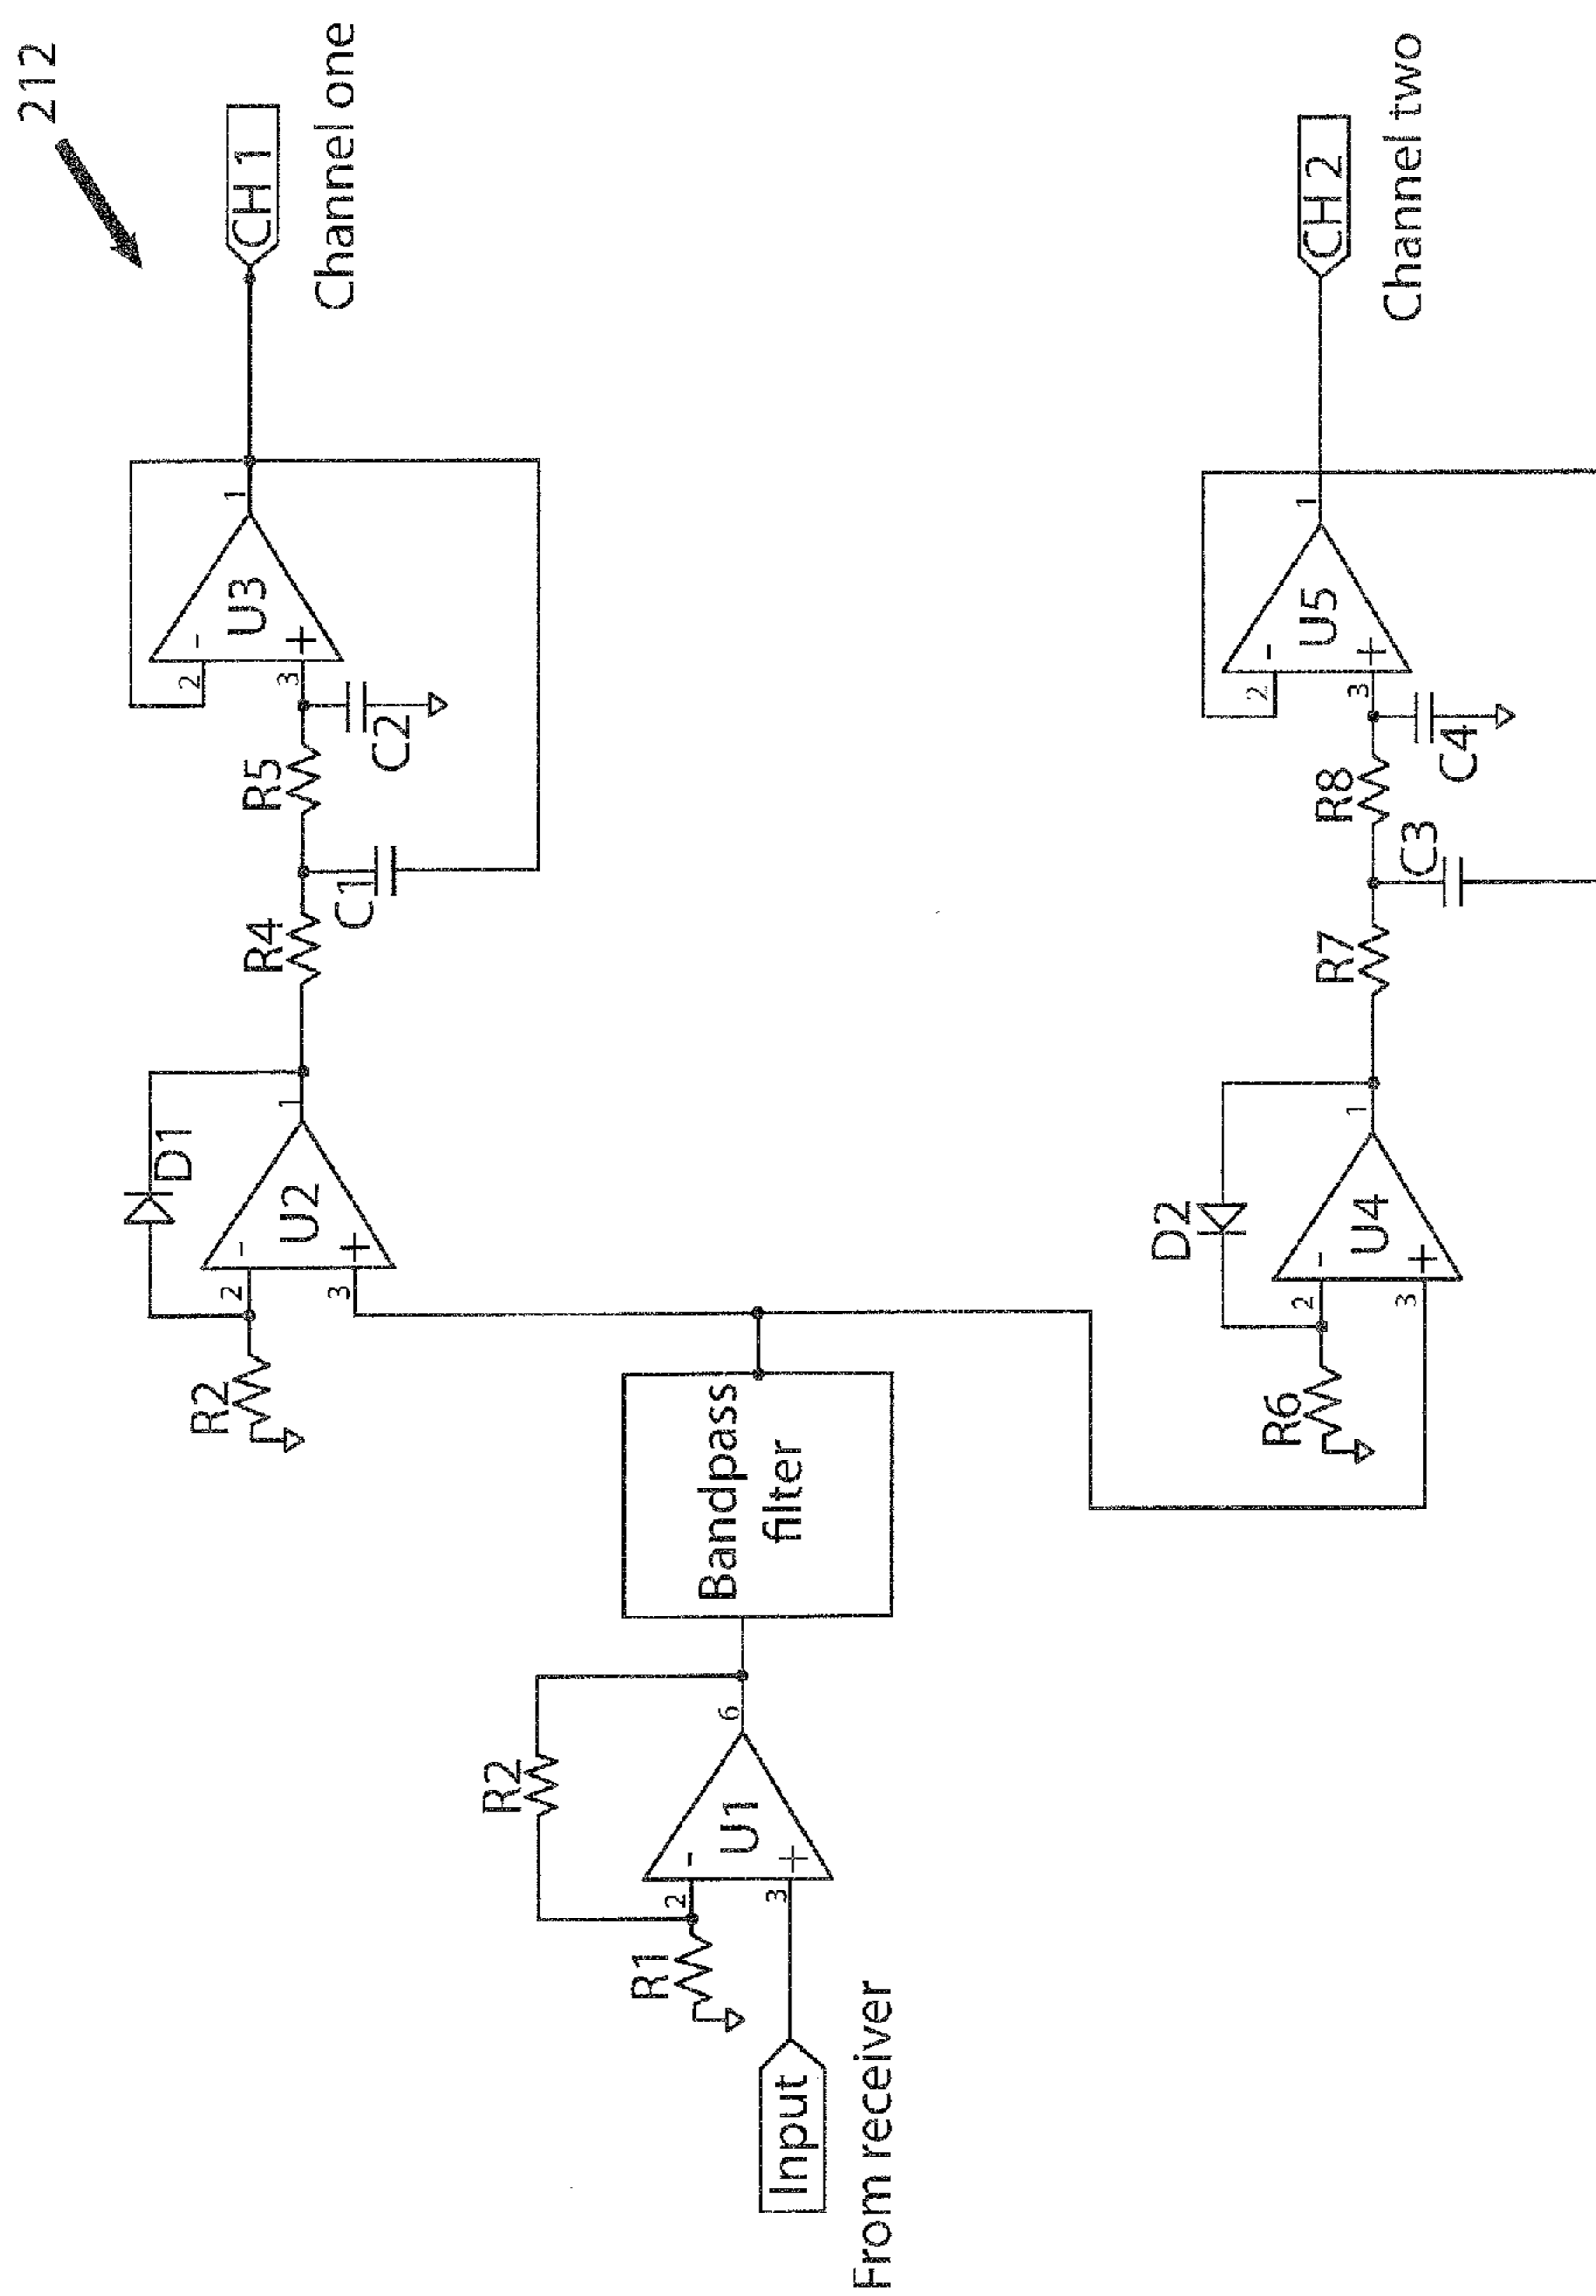 212
CH 1
Channel one
D1
2
-
U2
+
3
1
R2
R4
R5
C1
C2
2
-
U3
+
3
1
Input
From receiver
R1
R2
2
-
U1
+
3
6
Bandpass
filter
D2
R6
2
-
U4
+
3
1
R7
R8
C3
C4
2
-
U5
+
3
1
CH 2
Channel two